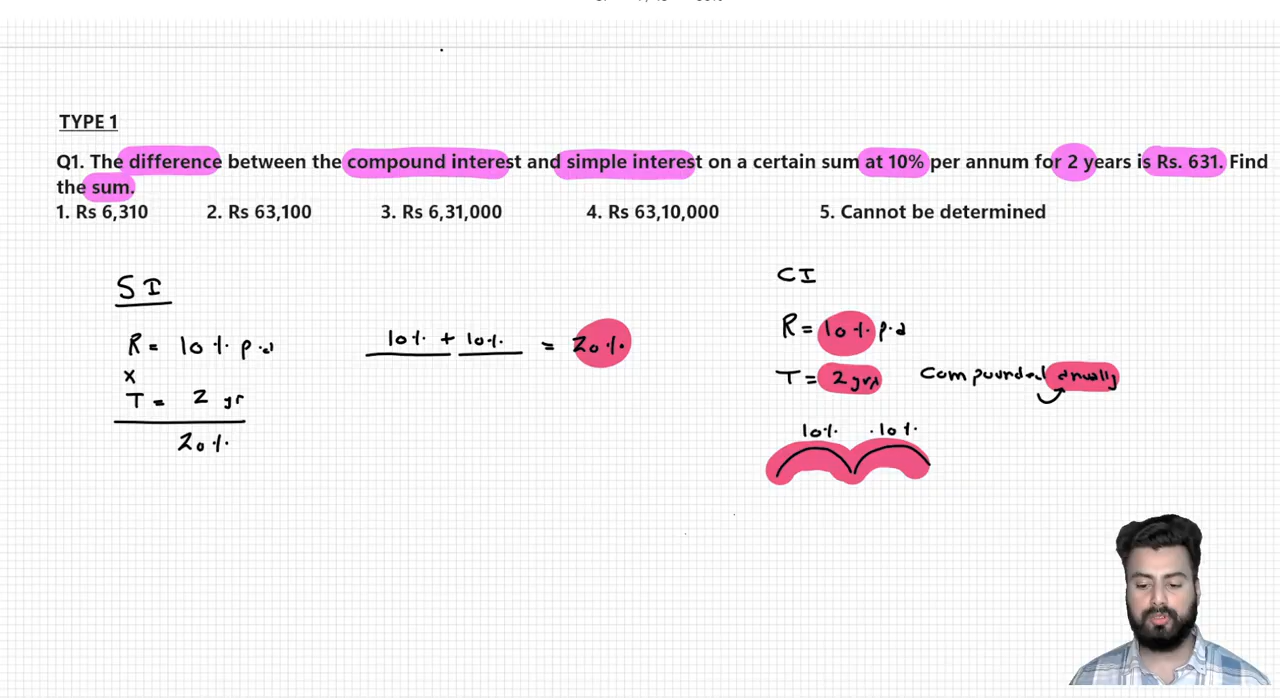 TYPE 1
Q1. The difference between the compound interest and simple interest on a certain sum at 10% per annum for 2 years is Rs. 631. Find
the sum.
1. Rs 6,310 2. Rs 63,100 3. Rs 6,31,000 4. Rs 63,10,000 5. Cannot be determined
SI
R = 10% p.a
x
T = 2 yr
20%
10% + 10% = 20%
CI
R = 10% p.a
T = 2 yrs Compounded anually
10% 10%